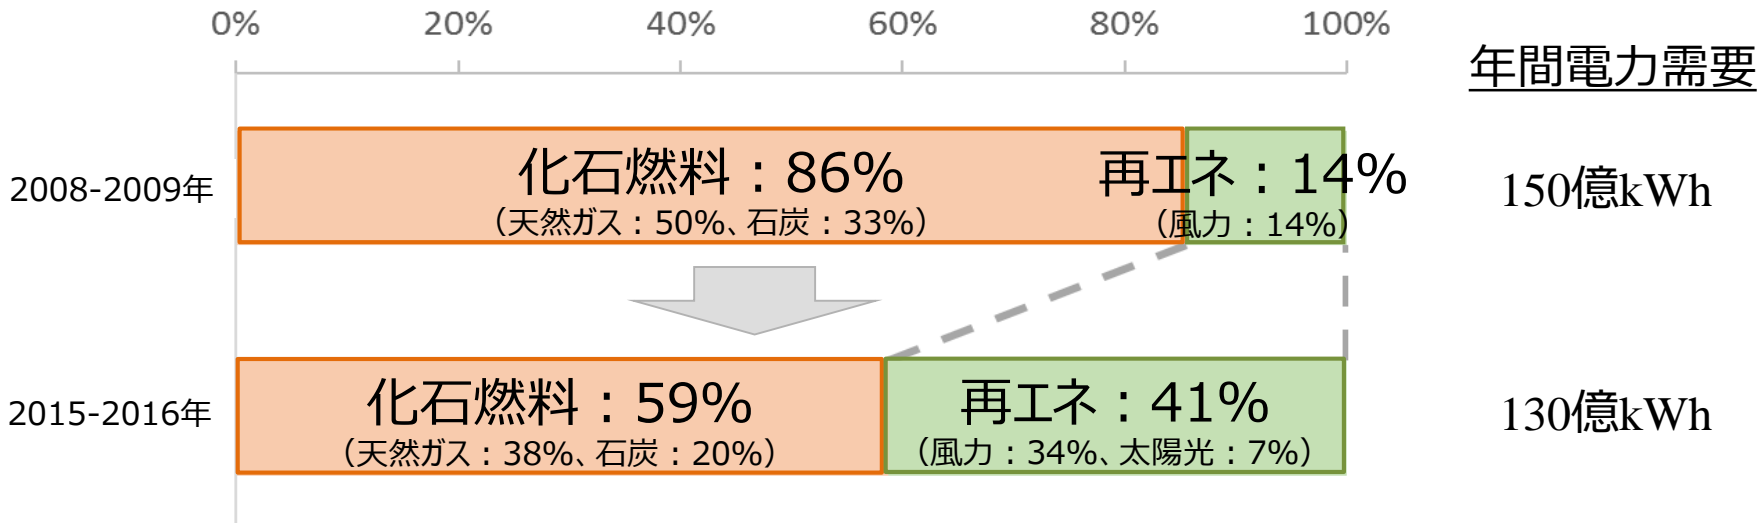 0% 20% 40% 60% 80% 100%
年間電力需要
2008-2009年
化石燃料：86%
（天然ガス：50%、石炭：33%）
再エネ：14%
（風力：14%）
150億kWh
2015-2016年
化石燃料：59%
（天然ガス：38%、石炭：20%）
再エネ：41%
（風力：34%、太陽光：7%）
130億kWh